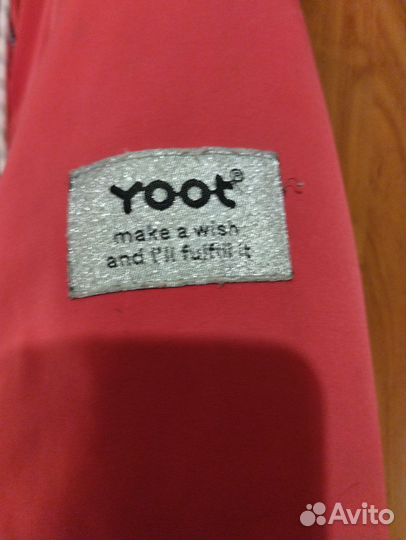 Yoot®
make a wish
and I'll fulfill it
Avito